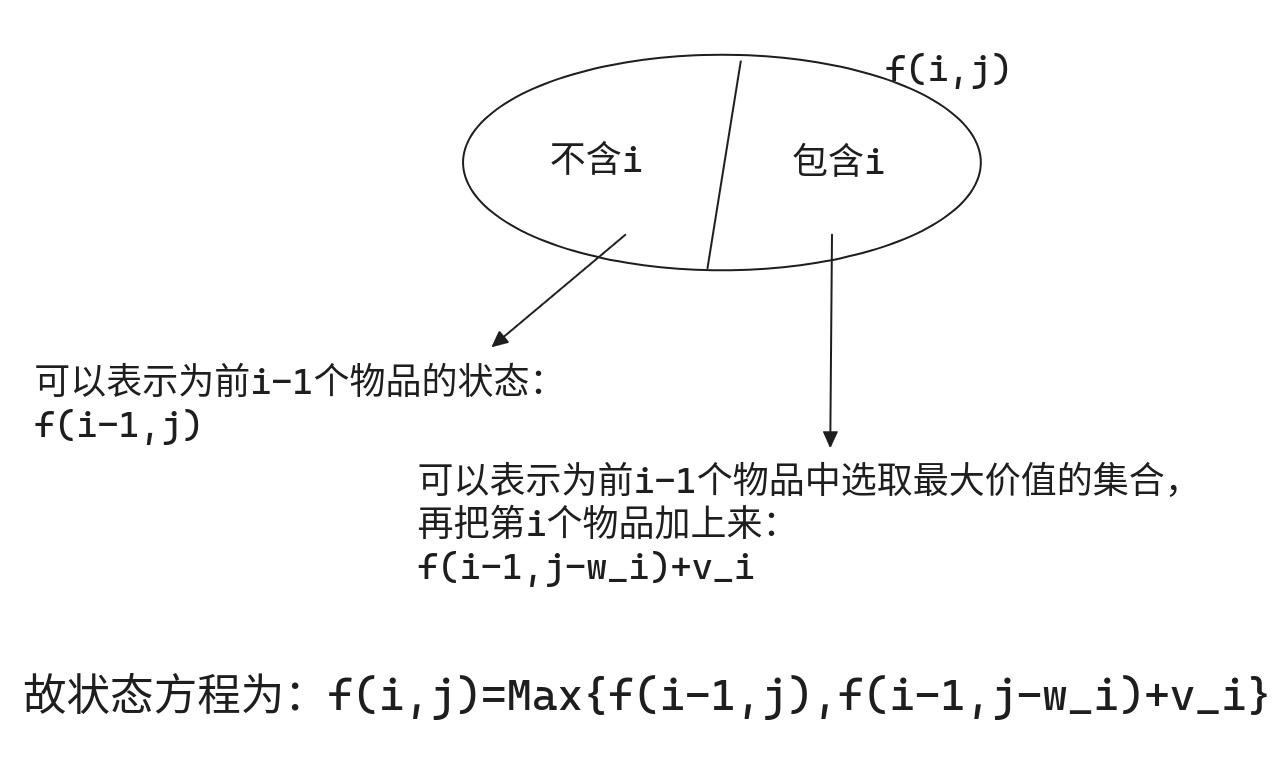 f(i,j)
不含i
包含i
可以表示为前i-1个物品的状态：
f(i-1,j)
可以表示为前i-1个物品中选取最大价值的集合，
再把第i个物品加上来：
f(i-1,j-w_i)+v_i
故状态方程为：f(i,j)=Max{f(i-1,j),f(i-1,j-w_i)+v_i}